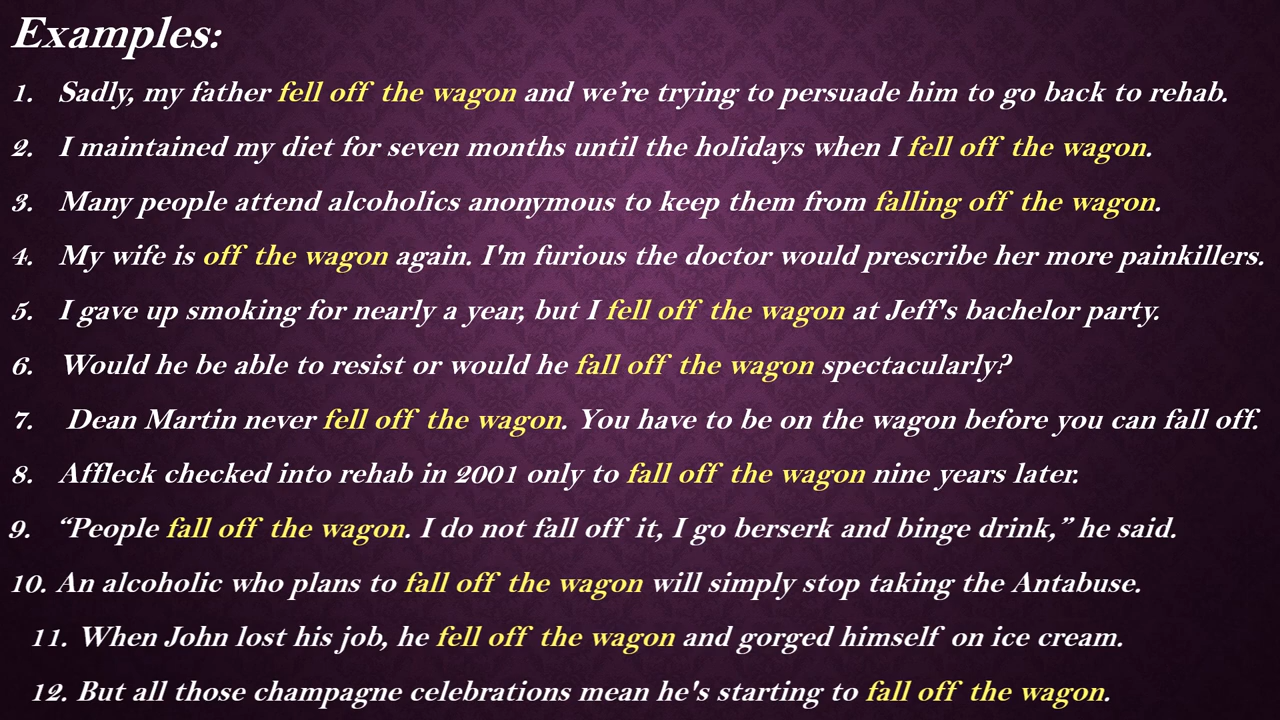 Examples:
1. Sadly, my father fell off the wagon and we’re trying to persuade him to go back to rehab.
2. I maintained my diet for seven months until the holidays when I fell off the wagon.
3. Many people attend alcoholics anonymous to keep them from falling off the wagon.
4. My wife is off the wagon again. I'm furious the doctor would prescribe her more painkillers.
5. I gave up smoking for nearly a year, but I fell off the wagon at Jeff's bachelor party.
6. Would he be able to resist or would he fall off the wagon spectacularly?
7. Dean Martin never fell off the wagon. You have to be on the wagon before you can fall off.
8. Affleck checked into rehab in 2001 only to fall off the wagon nine years later.
9. “People fall off the wagon. I do not fall off it, I go berserk and binge drink,” he said.
10. An alcoholic who plans to fall off the wagon will simply stop taking the Antabuse.
11. When John lost his job, he fell off the wagon and gorged himself on ice cream.
12. But all those champagne celebrations mean he's starting to fall off the wagon.